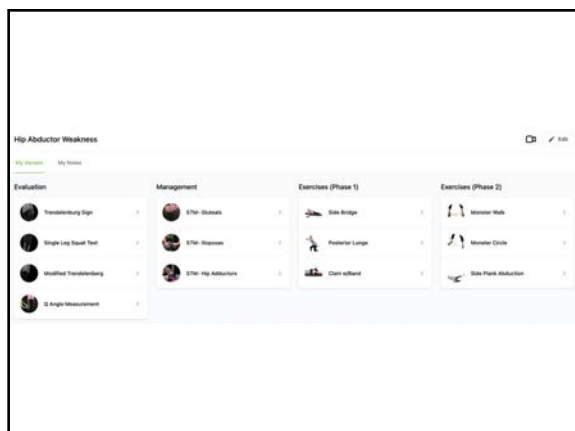 Hip Abductor Weakness
Edit
My Version
My Notes
Evaluation
Trendelenburg Sign
Single Leg Squat Test
Modified Trendelenberg
Q Angle Measurement
Management
STM- Gluteals
STM- Iliopsoas
STM- Hip Adductors
Exercises (Phase 1)
Side Bridge
Posterior Lunge
Clam w/Band
Exercises (Phase 2)
Monster Walk
Monster Circle
Side Plank Abduction